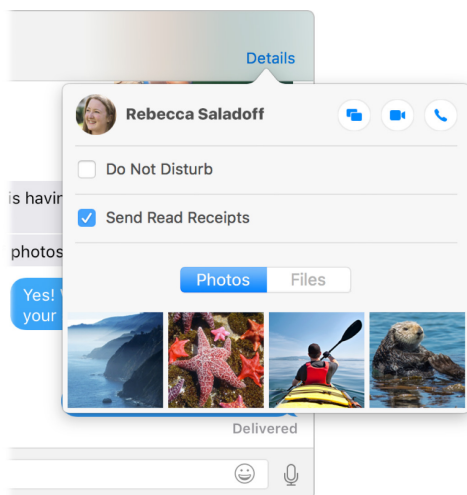 Details
Rebecca Saladoff
Do Not Disturb
is havin
Send Read Receipts
photos
Photos Files
Yes!
your
Delivered